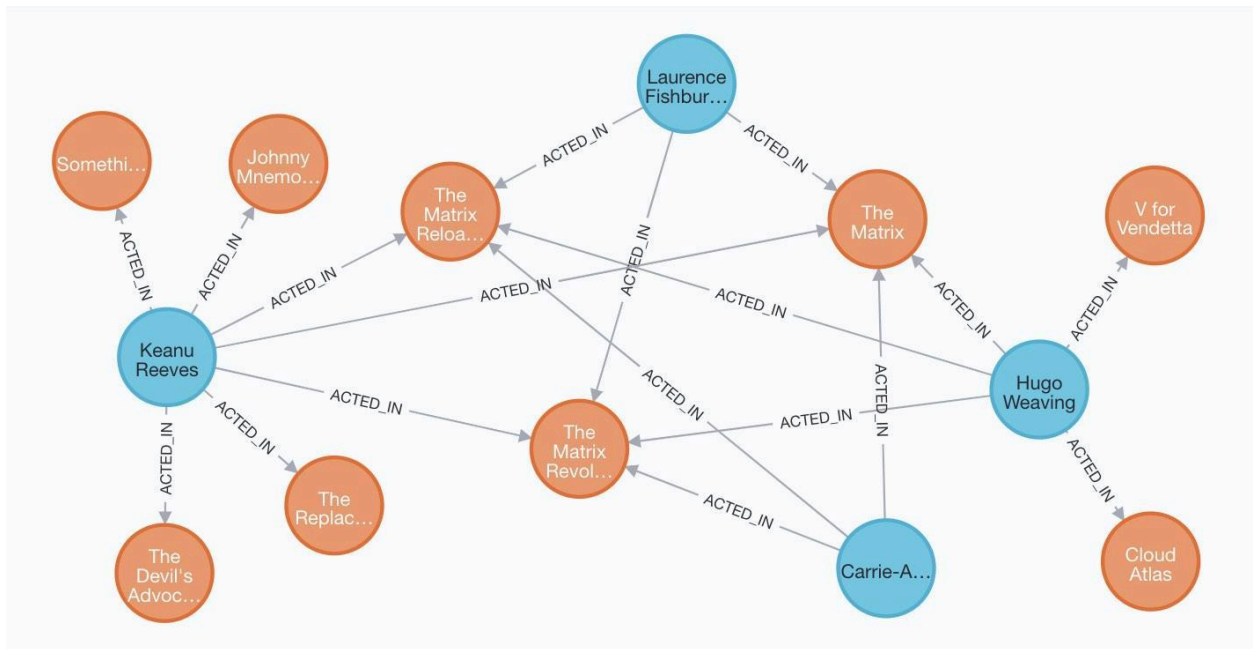 Laurence
Fishbur...
ACTED_IN
ACTED_IN
Somethi...
Johnny
Mnemo...
The
Matrix
Reloa...
The
Matrix
V for
Vendetta
ACTED_IN
ACTED_IN
ACTED_IN
ACTED_IN
ACTED_IN
ACTED_IN
ACTED_IN
ACTED_IN
ACTED_IN
Keanu
Reeves
Hugo
Weaving
ACTED_IN
ACTED_IN
ACTED_IN
ACTED_IN
ACTED_IN
ACTED_IN
The
Matrix
Revol...
ACTED_IN
ACTED_IN
The
Replac...
The
Devil's
Advoc...
Carrie-A...
Cloud
Atlas